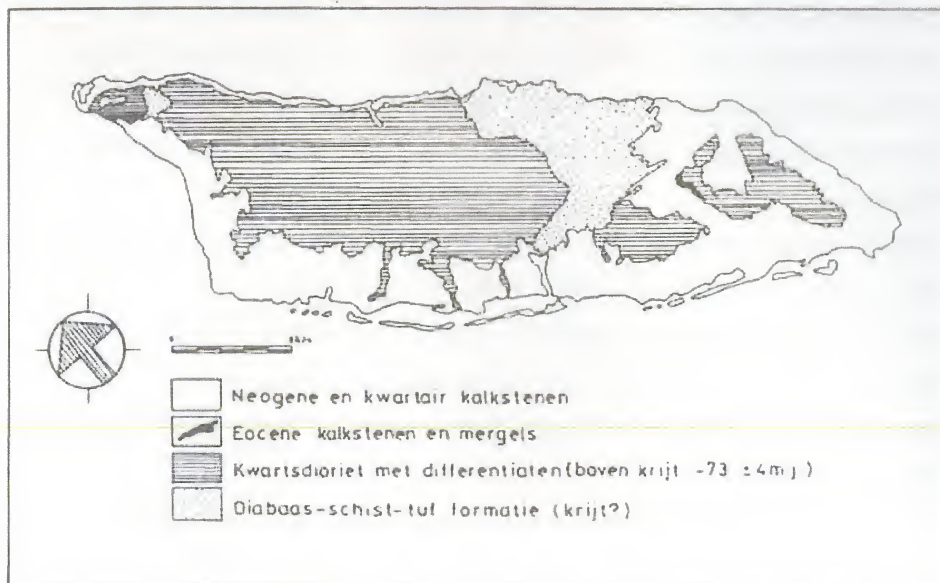 0
Neogene en kwartair kalkstenen
Eocene kalkstenen en mergels
Kwartsdioriet met differentiaten (boven krijt -73 ±4mj)
Diabaas-schist-tuf formatie (krijt?)